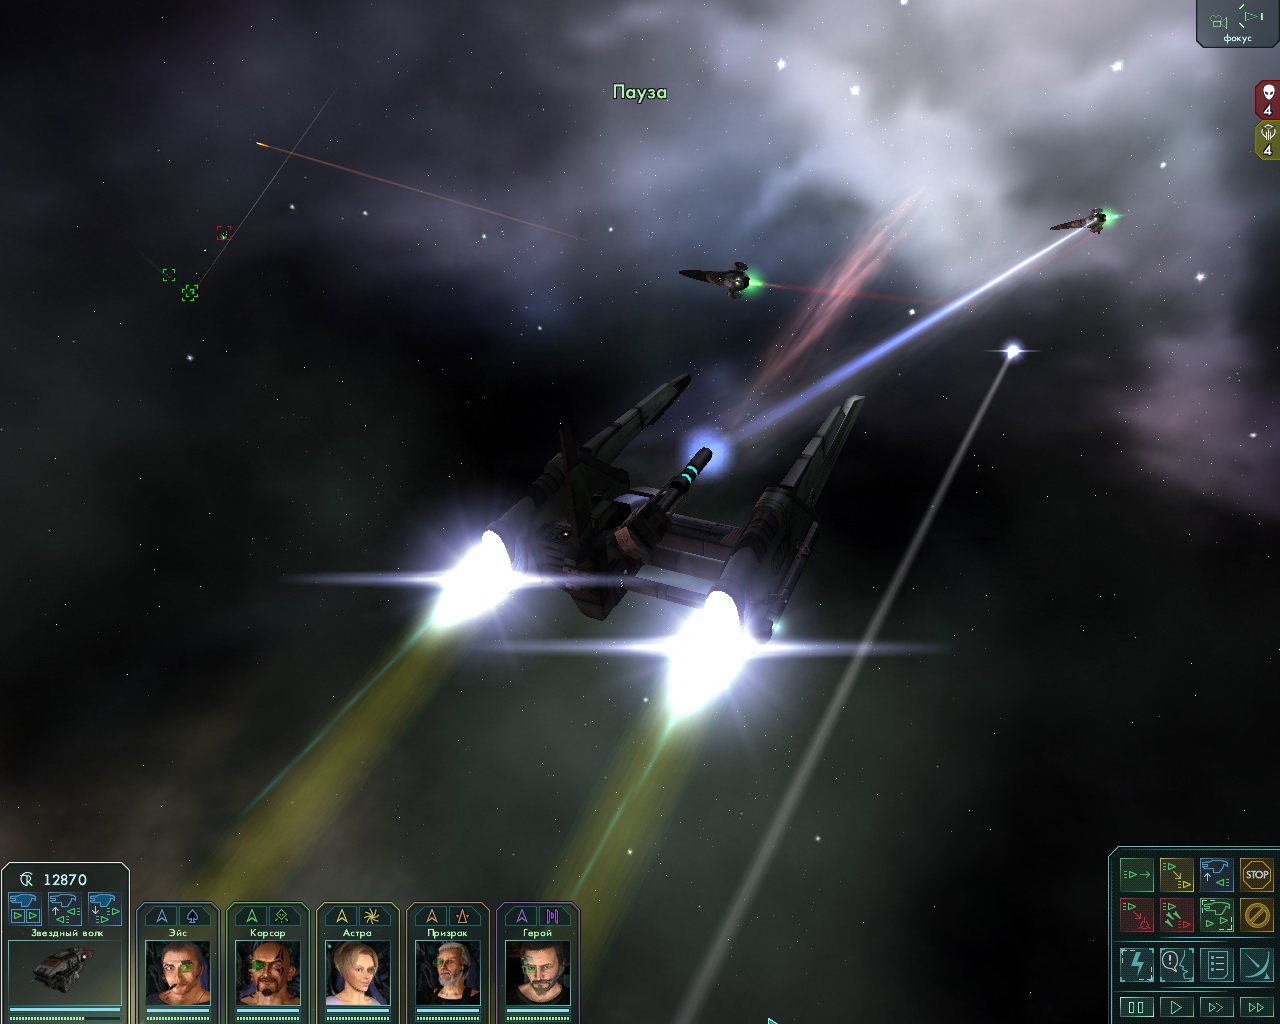 фокус
Пауза
4
4
12870
Звездный волк
Эйс
Корсар
Астра
Призрак
Герой
STOP